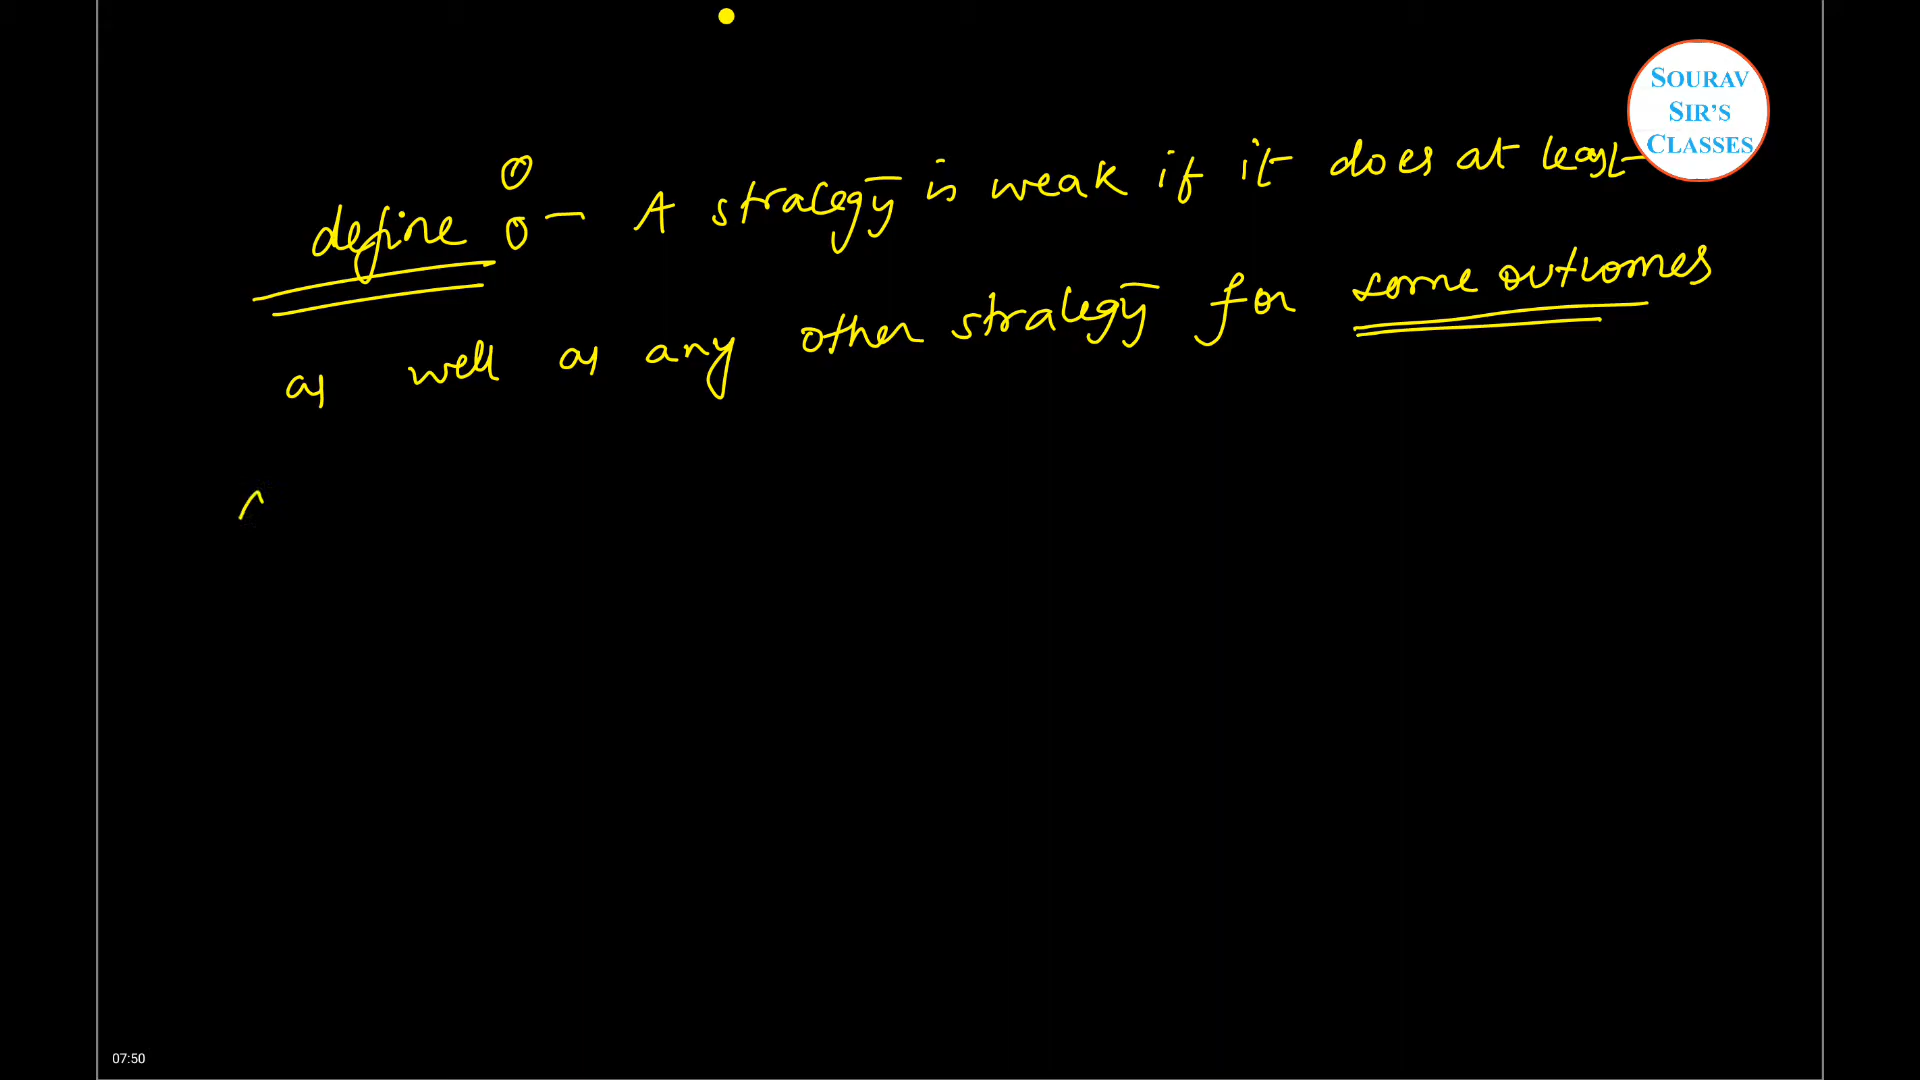 SOURAV
SIR'S
CLASSES
define :- A strategy is weak if it does at least
as well as any other strategy for some outcomes
07:50